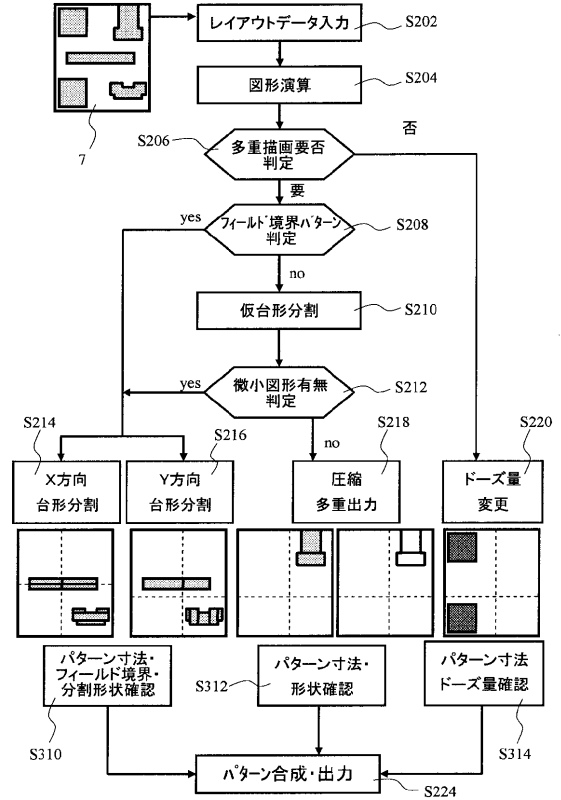 レイアウトデータ入力
S202
図形演算
S204
7
S206
多重描画要否
判定
否
要
yes
フィールド境界パターン
判定
S208
no
仮台形分割
S210
yes
微小図形有無
判定
S212
no
S214
S216
S218
S220
X方向
台形分割
Y方向
台形分割
圧縮
多重出力
ドーズ量
変更
パターン寸法・
フィールド境界・
分割形状確認
S310
S312
パターン寸法・
形状確認
パターン寸法
ドーズ量確認
S314
パターン合成・出力
S224